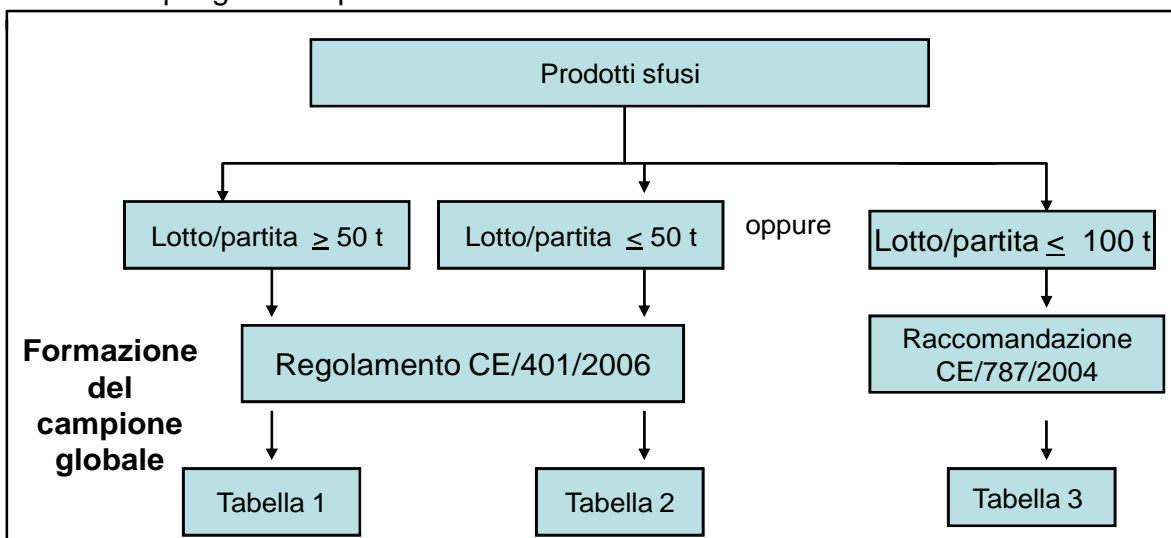 Prodotti sfusi
Lotto/partita ≥ 50 t
Lotto/partita ≤ 50 t
oppure
Lotto/partita ≤ 100 t
Formazione
del
campione
globale
Regolamento CE/401/2006
Raccomandazione
CE/787/2004
Tabella 1
Tabella 2
Tabella 3